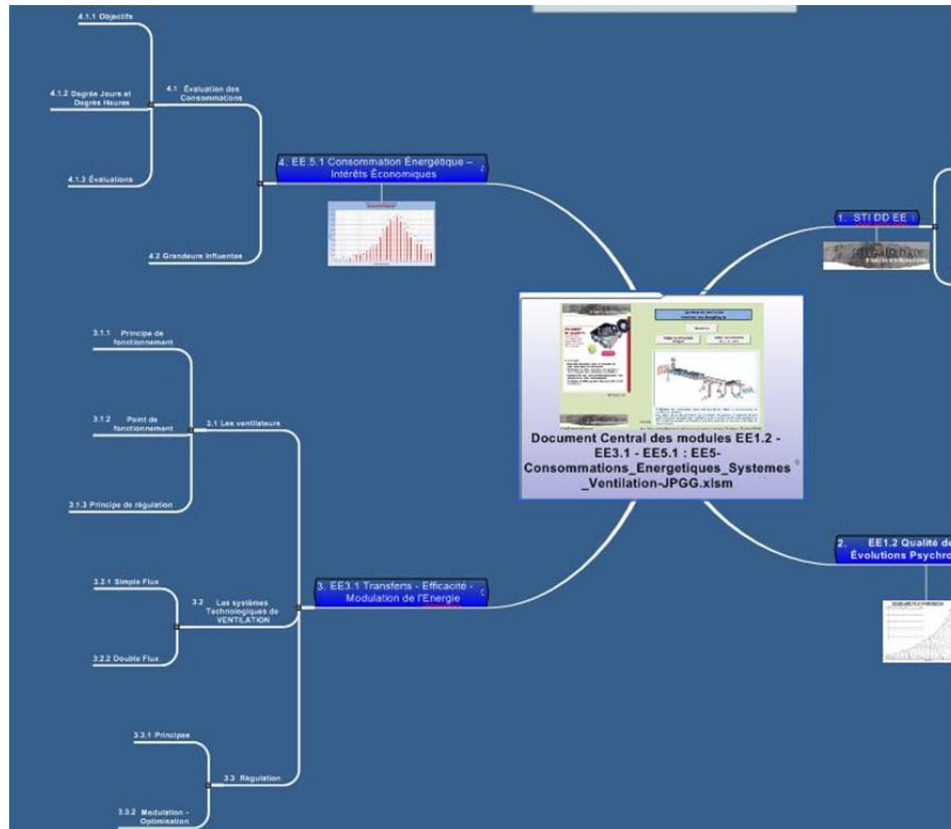 4.1.1 Objectifs
4.1.2 Degrés Jours et
Degrés Heures
4.1.3 Évaluations
4.1 Évaluation des
Consommations
4.2 Grandeurs Influentes
4. EE.5.1 Consommation Énergétique –
Intérêts Économiques
1. STI DD EE
Document Central des modules EE1.2 -
EE3.1 - EE5.1 : EE5-
Consommations_Energetiques_Systemes
_Ventilation-JPGG.xlsm
2. EE1.2 Qualité de
Évolutions Psychro
3.1.1 Principe de
fonctionnement
3.1.2 Point de
fonctionnement
3.1.3 Principe de régulation
3.1 Les ventilateurs
3.2.1 Simple Flux
3.2.2 Double Flux
3.2 Les systèmes
Technologiques de
VENTILATION
3. EE3.1 Transferts - Efficacité -
Modulation de l'Energie
3.3.1 Principes
3.3.2 Modulation -
Optimisation
3.3 Régulation